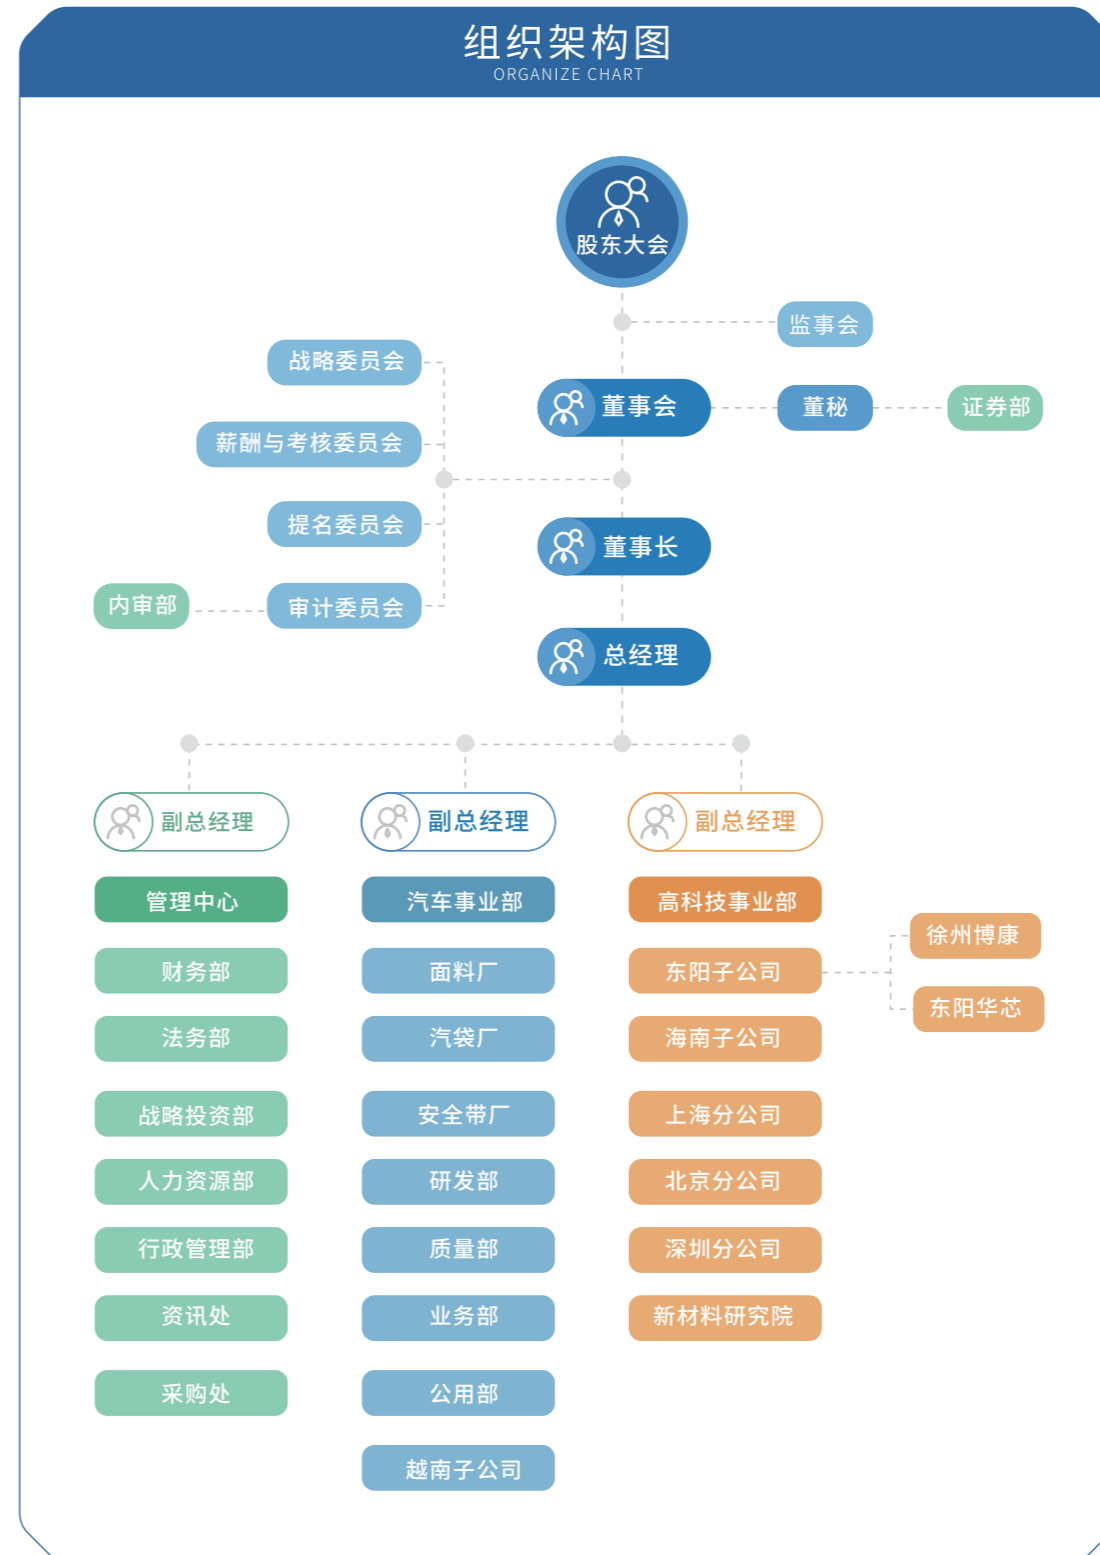 组织架构图
ORGANIZE CHART
股东大会
监事会
战略委员会
董事会
董秘
证券部
薪酬与考核委员会
提名委员会
董事长
内审部
审计委员会
总经理
副总经理
副总经理
副总经理
管理中心
汽车事业部
高科技事业部
徐州博康
财务部
面料厂
东阳子公司
东阳华芯
法务部
汽袋厂
海南子公司
战略投资部
安全带厂
上海分公司
人力资源部
研发部
北京分公司
行政管理部
质量部
深圳分公司
资讯处
业务部
新材料研究院
采购处
公用部
越南子公司